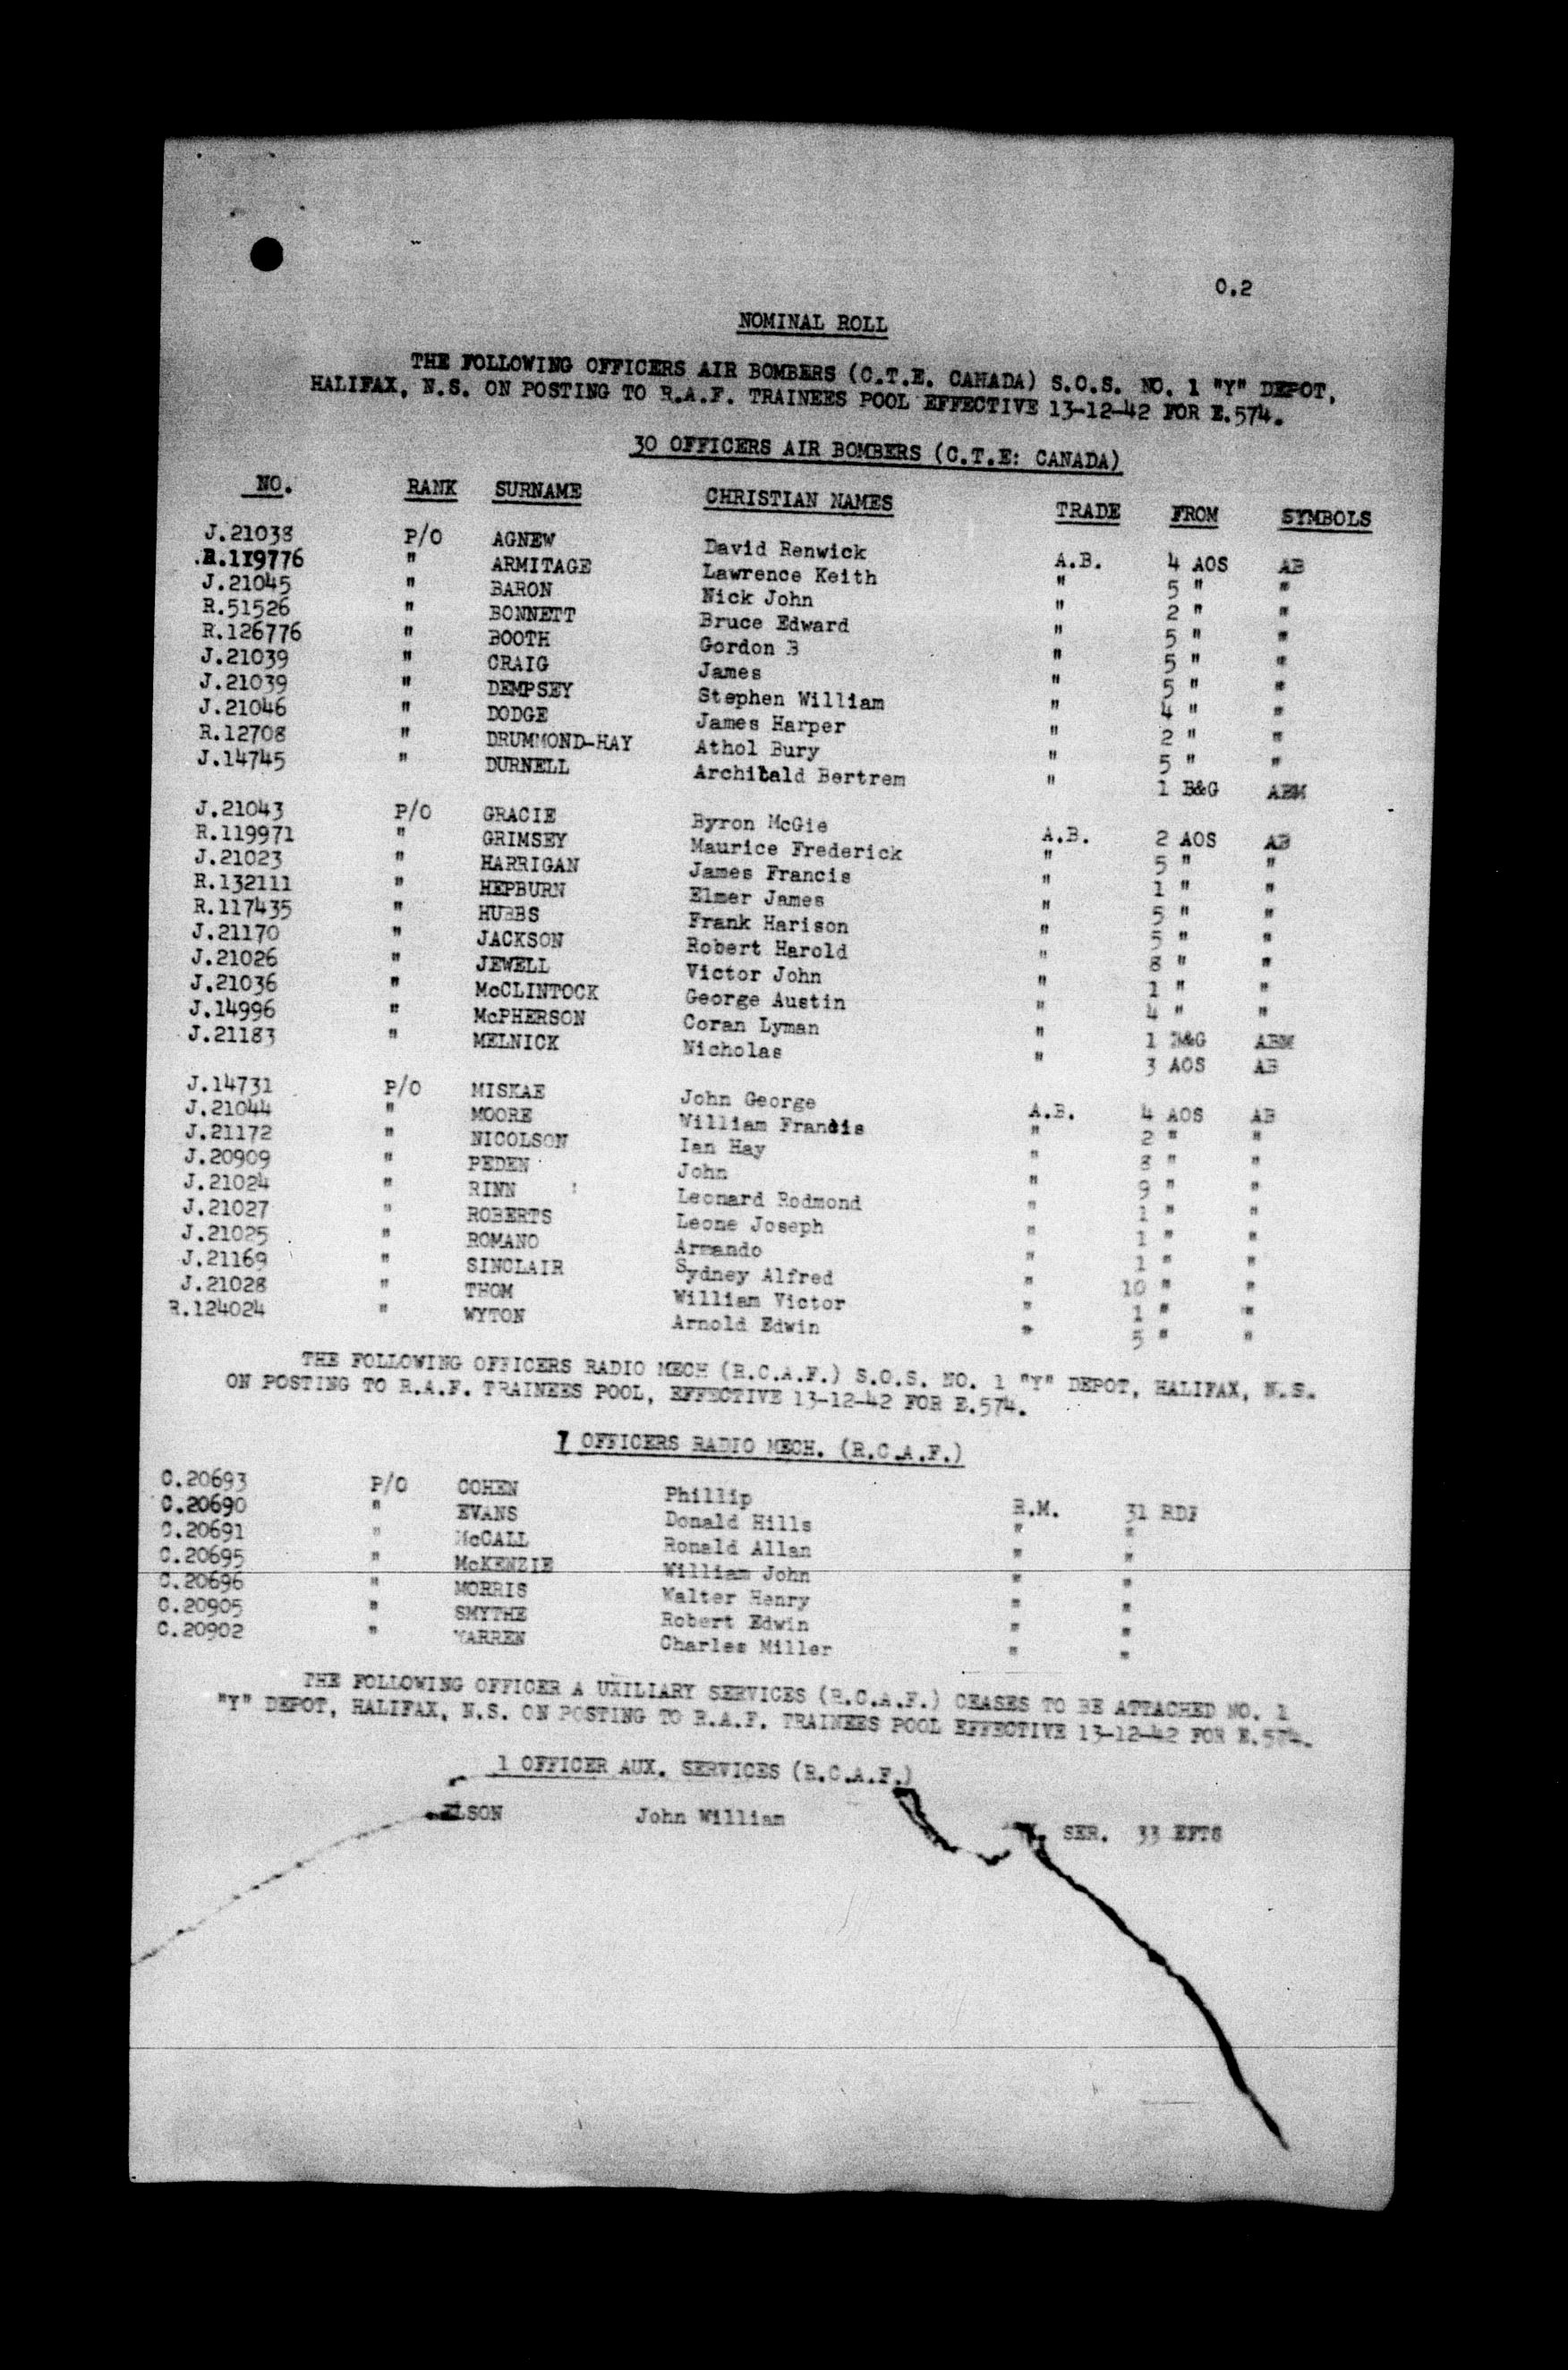 0.2
NOMINAL ROLL
THE FOLLOWING OFFICERS AIR BOMBERS (C.T.E. CANADA) S.O.S. NO. 1 "Y" DEPOT,
HALIFAX, N.S. ON POSTING TO R.A.F. TRAINEES POOL EFFECTIVE 13-12-42 FOR E.574.
30 OFFICERS AIR BOMBERS (C.T.E: CANADA)
NO. RANK SURNAME CHRISTIAN NAMES TRADE FROM SYMBOLS
J.21038 P/O AGNEW David Renwick A.B. 4 AOS AB
R.119776 " ARMITAGE Lawrence Keith " 5 " "
J.21045 " BARON Nick John " 2 " "
R.51526 " BONNETT Bruce Edward " 5 " "
R.126776 " BOOTH Gordon B " 5 " "
J.21039 " CRAIG James " 5 " "
J.21039 " DEMPSEY Stephen William " 4 " "
J.21046 " DODGE James Harper " 2 " "
R.12708 " DRUMMOND-HAY Athol Bury " 5 " "
J.14745 " DURNELL Archibald Bertrem " 1 B&G ABM
J.21043 P/O GRACIE Byron McGie A.B. 2 AOS AB
R.119971 " GRIMSEY Maurice Frederick " 5 " "
J.21023 " HARRIGAN James Francis " 1 " "
R.132111 " HEPBURN Elmer James " 5 " "
R.117435 " HUBBS Frank Harison " 5 " "
J.21170 " JACKSON Robert Harold " 8 " "
J.21026 " JEWELL Victor John " 1 " "
J.21036 " McCLINTOCK George Austin " 4 " "
J.14996 " McPHERSON Coran Lyman " 1 B&G ABM
J.21183 " MELNICK Nicholas " 3 AOS AB
J.14731 P/O MISKAE John George A.B. 4 AOS AB
J.21044 " MOORE William Francis " 2 " "
J.21172 " NICOLSON Ian Hay " 8 " "
J.20909 " PEDEN John " 9 " "
J.21024 " RINN Leonard Rodmond " 1 " "
J.21027 " ROBERTS Leone Joseph " 1 " "
J.21025 " ROMANO Armando " 1 " "
J.21169 " SINCLAIR Sydney Alfred " 10 " "
J.21028 " THOM William Victor " 1 " "
R.124024 " WYTON Arnold Edwin " 5 " "
THE FOLLOWING OFFICERS RADIO MECH (R.C.A.F.) S.O.S. NO. 1 "Y" DEPOT, HALIFAX, N.S.
ON POSTING TO R.A.F. TRAINEES POOL, EFFECTIVE 13-12-42 FOR E.574.
7 OFFICERS RADIO MECH. (R.C.A.F.)
C.20693 P/O COHEN Phillip R.M. 31 RDF
C.20690 " EVANS Donald Hills " "
C.20691 " McCALL Ronald Allan " "
C.20695 " McKENZIE William John " "
C.20696 " MORRIS Walter Henry " "
C.20905 " SMYTHE Robert Edwin " "
C.20902 " WARREN Charles Miller " "
THE FOLLOWING OFFICER A UXILIARY SERVICES (R.C.A.F.) CEASES TO BE ATTACHED NO. 1
"Y" DEPOT, HALIFAX, N.S. ON POSTING TO R.A.F. TRAINEES POOL EFFECTIVE 13-12-42 FOR E.574.
1 OFFICER AUX. SERVICES (R.C.A.F.)
John William SER. 33 EFTS